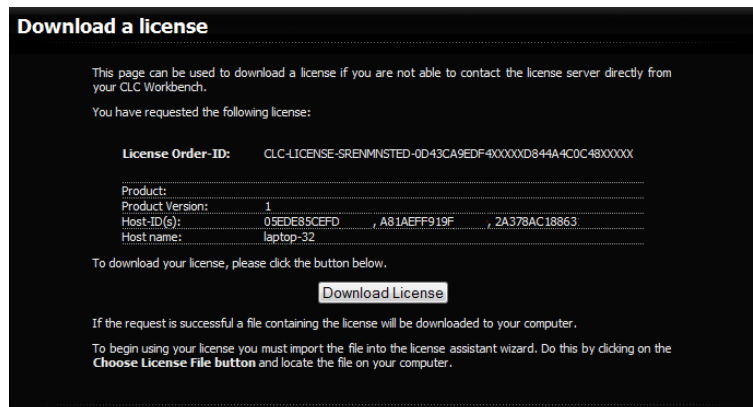 Download a license
This page can be used to download a license if you are not able to contact the license server directly from
your CLC Workbench.
You have requested the following license:
License Order-ID: CLC-LICENSE-SRENMNSTED-0D43CA9EDF4XXXXXD844A4C0C48XXXXX
Product:
Product Version: 1
Host-ID(s): 05EDE85CEFD , A81AEFF919F , 2A378AC18863
Host name: laptop-32
To download your license, please click the button below.
Download License
If the request is successful a file containing the license will be downloaded to your computer.
To begin using your license you must import the file into the license assistant wizard. Do this by clicking on the
Choose License File button and locate the file on your computer.